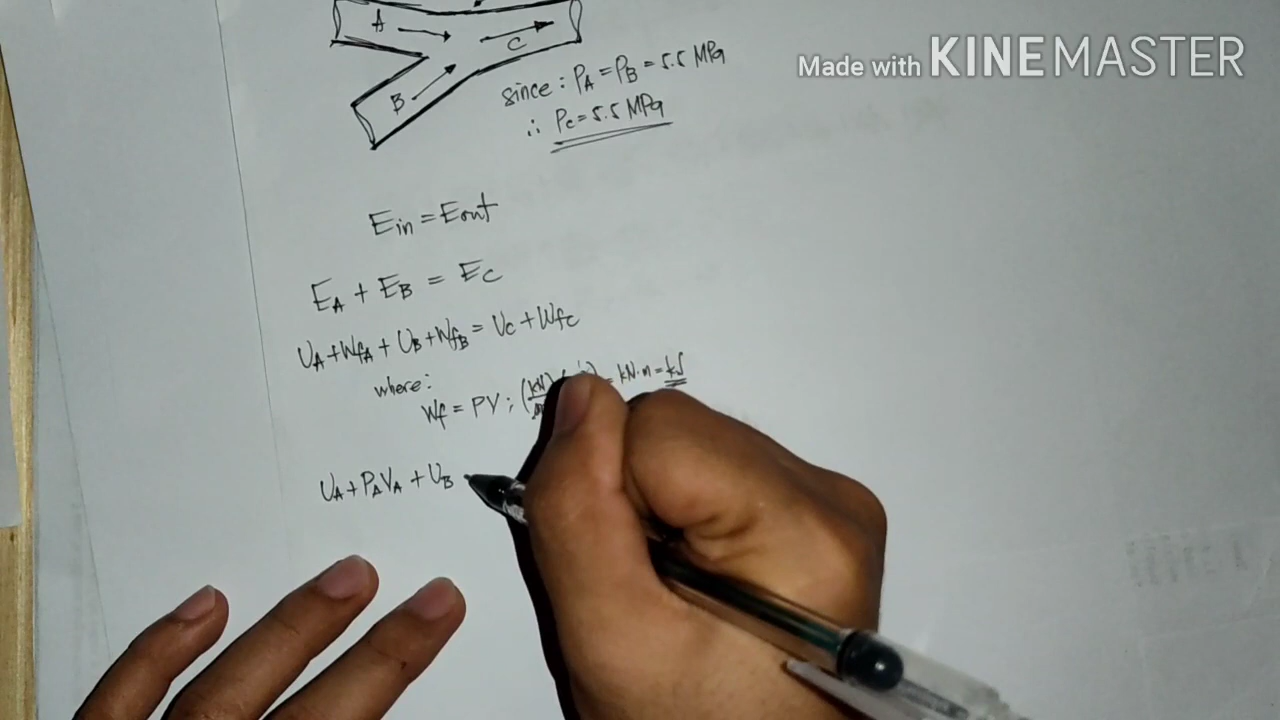 Made with KINEMASTER
A
C
B
since : PA = PB = 5.5 MPa
∴ Pc = 5.5 MPa
Ein = Eout
EA + EB = EC
UA + WfA + UB + WfB = UC + WfC
where:
Wf = PV ; (kN = kN·m = kJ
UA + PAVA + UB